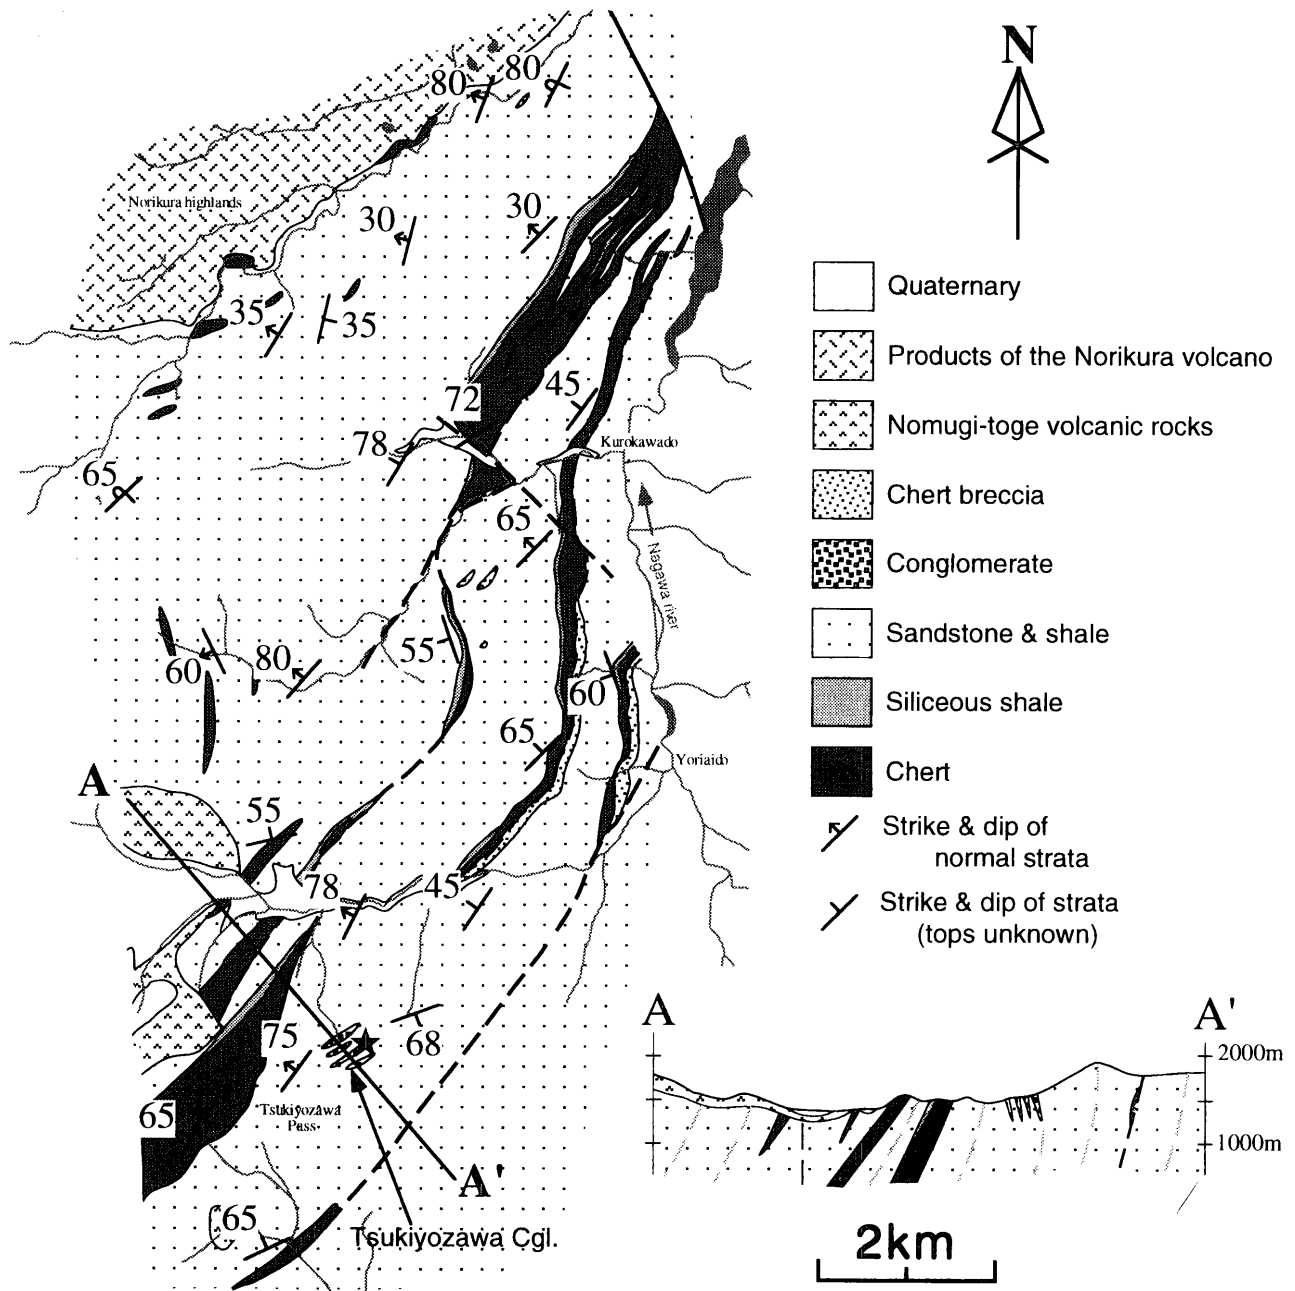 N
80
80
Norikura highlands
30
30
35
35
72
45
78
Kurokawado
65
65
Nagawa river
55
60
80
60
65
Yoriaido
A
55
78
45
75
68
65
Tsukiyozawa
Pass
A'
65
Tsukiyozawa Cgl.
Quaternary
Products of the Norikura volcano
Nomugi-toge volcanic rocks
Chert breccia
Conglomerate
Sandstone & shale
Siliceous shale
Chert
Strike & dip of
normal strata
Strike & dip of strata
(tops unknown)
A
A'
2000m
1000m
2km